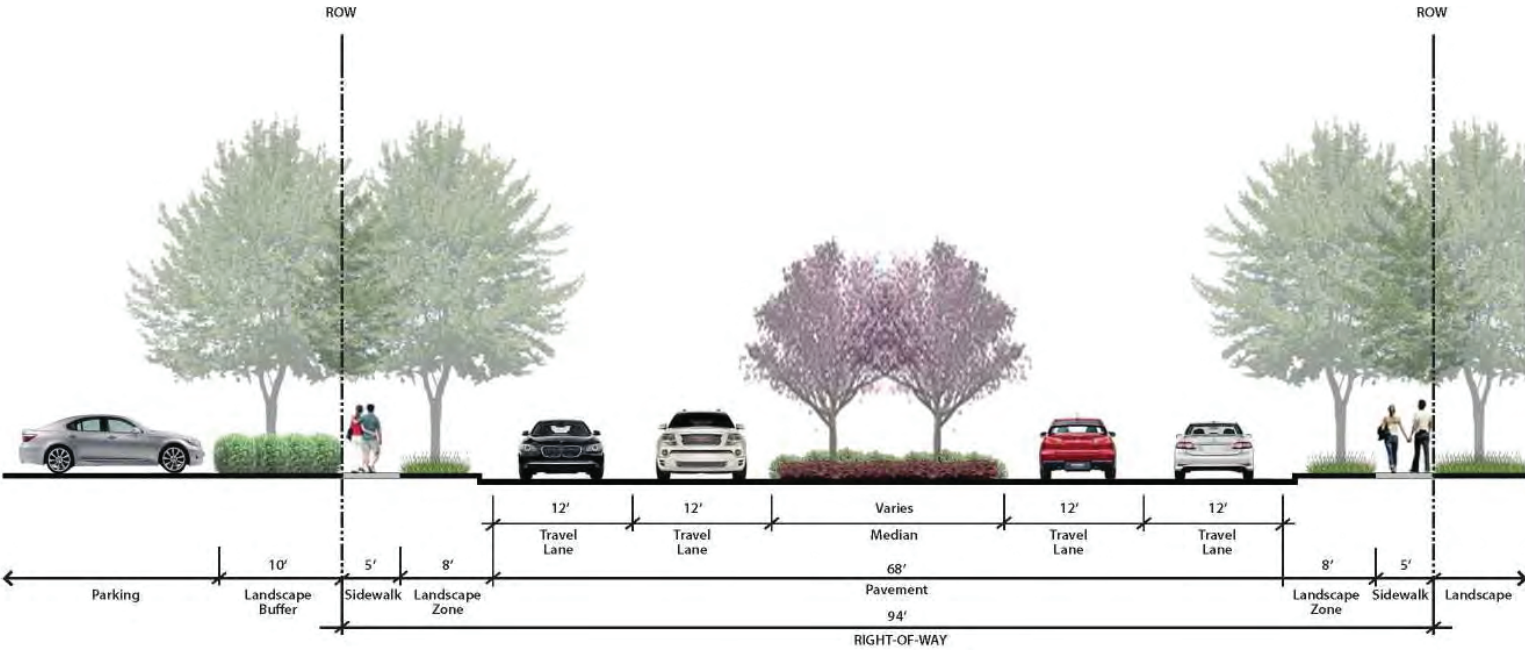 ROW
ROW
12'
12'
Varies
12'
12'
Travel
Lane
Travel
Lane
Median
Travel
Lane
Travel
Lane
10'
5'
8'
68'
8'
5'
Parking
Landscape
Buffer
Sidewalk
Landscape
Zone
Pavement
Landscape
Zone
Sidewalk
Landscape
94'
RIGHT-OF-WAY